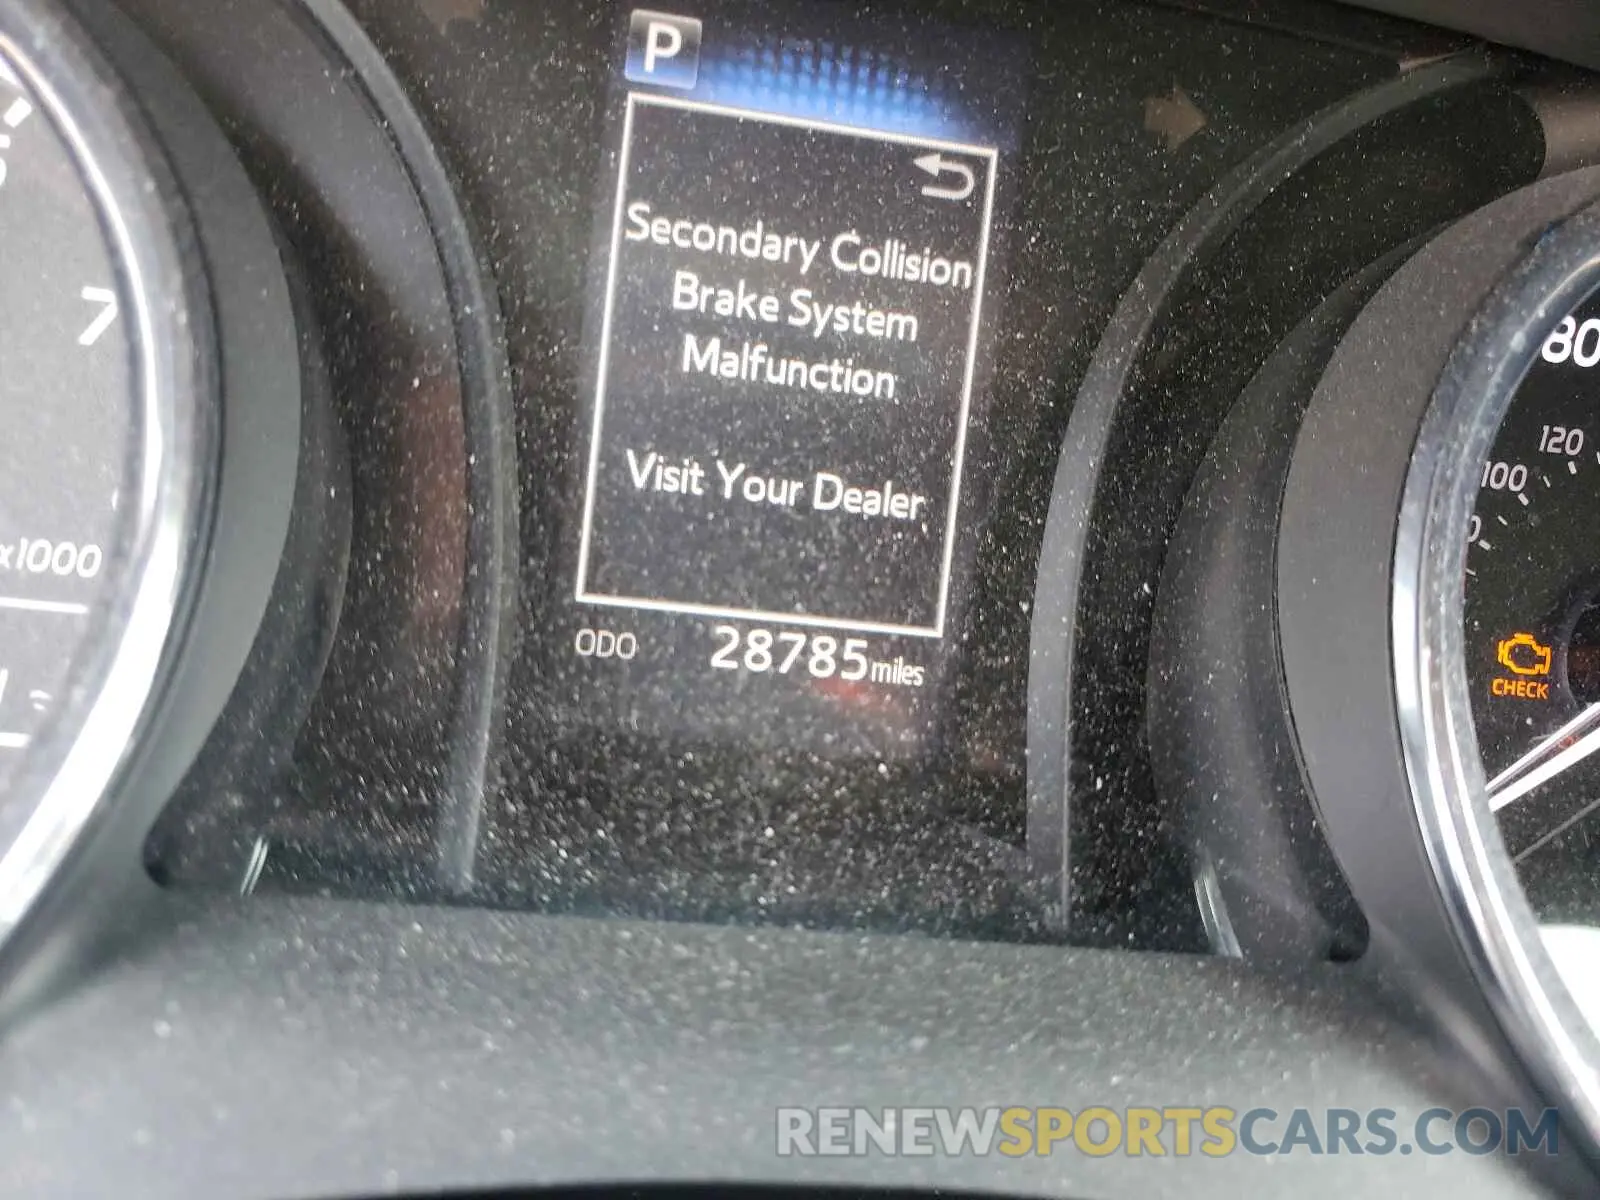 P
5
Secondary Collision
Brake System
Malfunction
7
80
120
Visit Your Dealer
100
x1000
ODO 28785 miles
CHECK
RENEWSPORTSCARS.COM